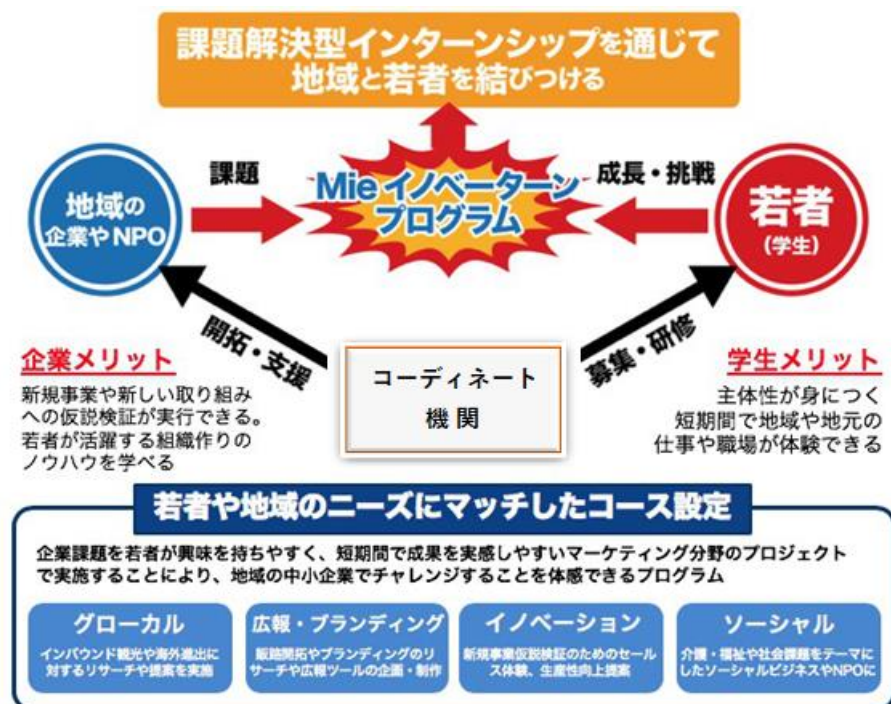 課題解決型インターンシップを通じて
地域と若者を結びつける
地域の
企業やNPO
課題
Mieイノベーターン
プログラム
成長・挑戦
若者
(学生)
開拓・支援
コーディネート
機関
募集・研修
企業メリット
新規事業や新しい取り組み
への仮説検証が実行できる。
若者が活躍する組織作りの
ノウハウを学べる
学生メリット
主体性が身につく
短期間で地域や地元の
仕事や職場が体験できる
若者や地域のニーズにマッチしたコース設定
企業課題を若者が興味を持ちやすく、短期間で成果を実感しやすいマーケティング分野のプロジェクト
で実施することにより、地域の中小企業でチャレンジすることを体感できるプログラム
グローカル
インバウンド観光や海外進出に
対するリサーチや提案を実施
広報・ブランディング
販路開拓やブランディングのリ
サーチや広報ツールの企画・制作
イノベーション
新規事業仮説検証のためのセール
ス体験、生産性向上提案
ソーシャル
介護・福祉や社会課題をテーマに
したソーシャルビジネスやNPOに